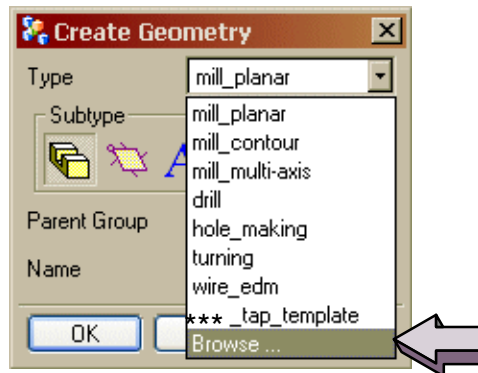 Create Geometry
Type
mill_planar
Subtype
mill_planar
mill_contour
A
mill_multi-axis
drill
Parent Group
hole_making
turning
Name
wire_edm
*** _tap_template
OK
Browse ...